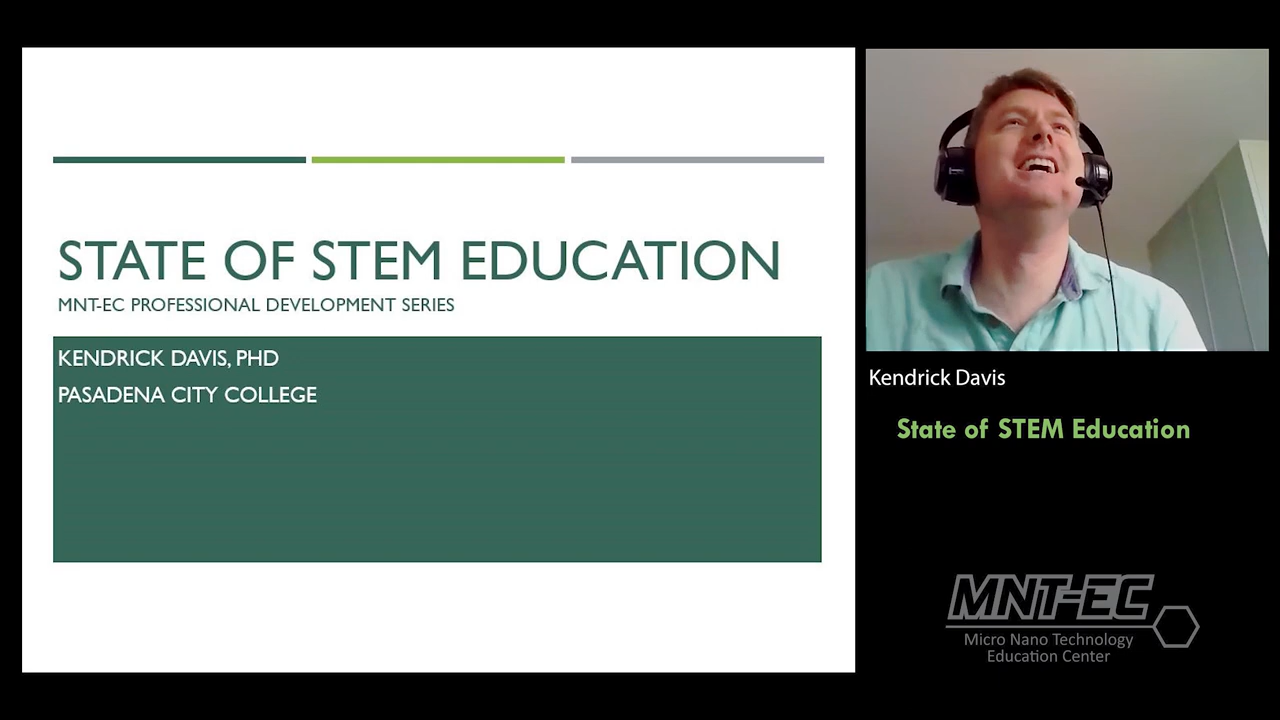 STATE OF STEM EDUCATION
MNT-EC PROFESSIONAL DEVELOPMENT SERIES
KENDRICK DAVIS, PHD
PASADENA CITY COLLEGE
Kendrick Davis
State of STEM Education
MNT-EC
Micro Nano Technology
Education Center